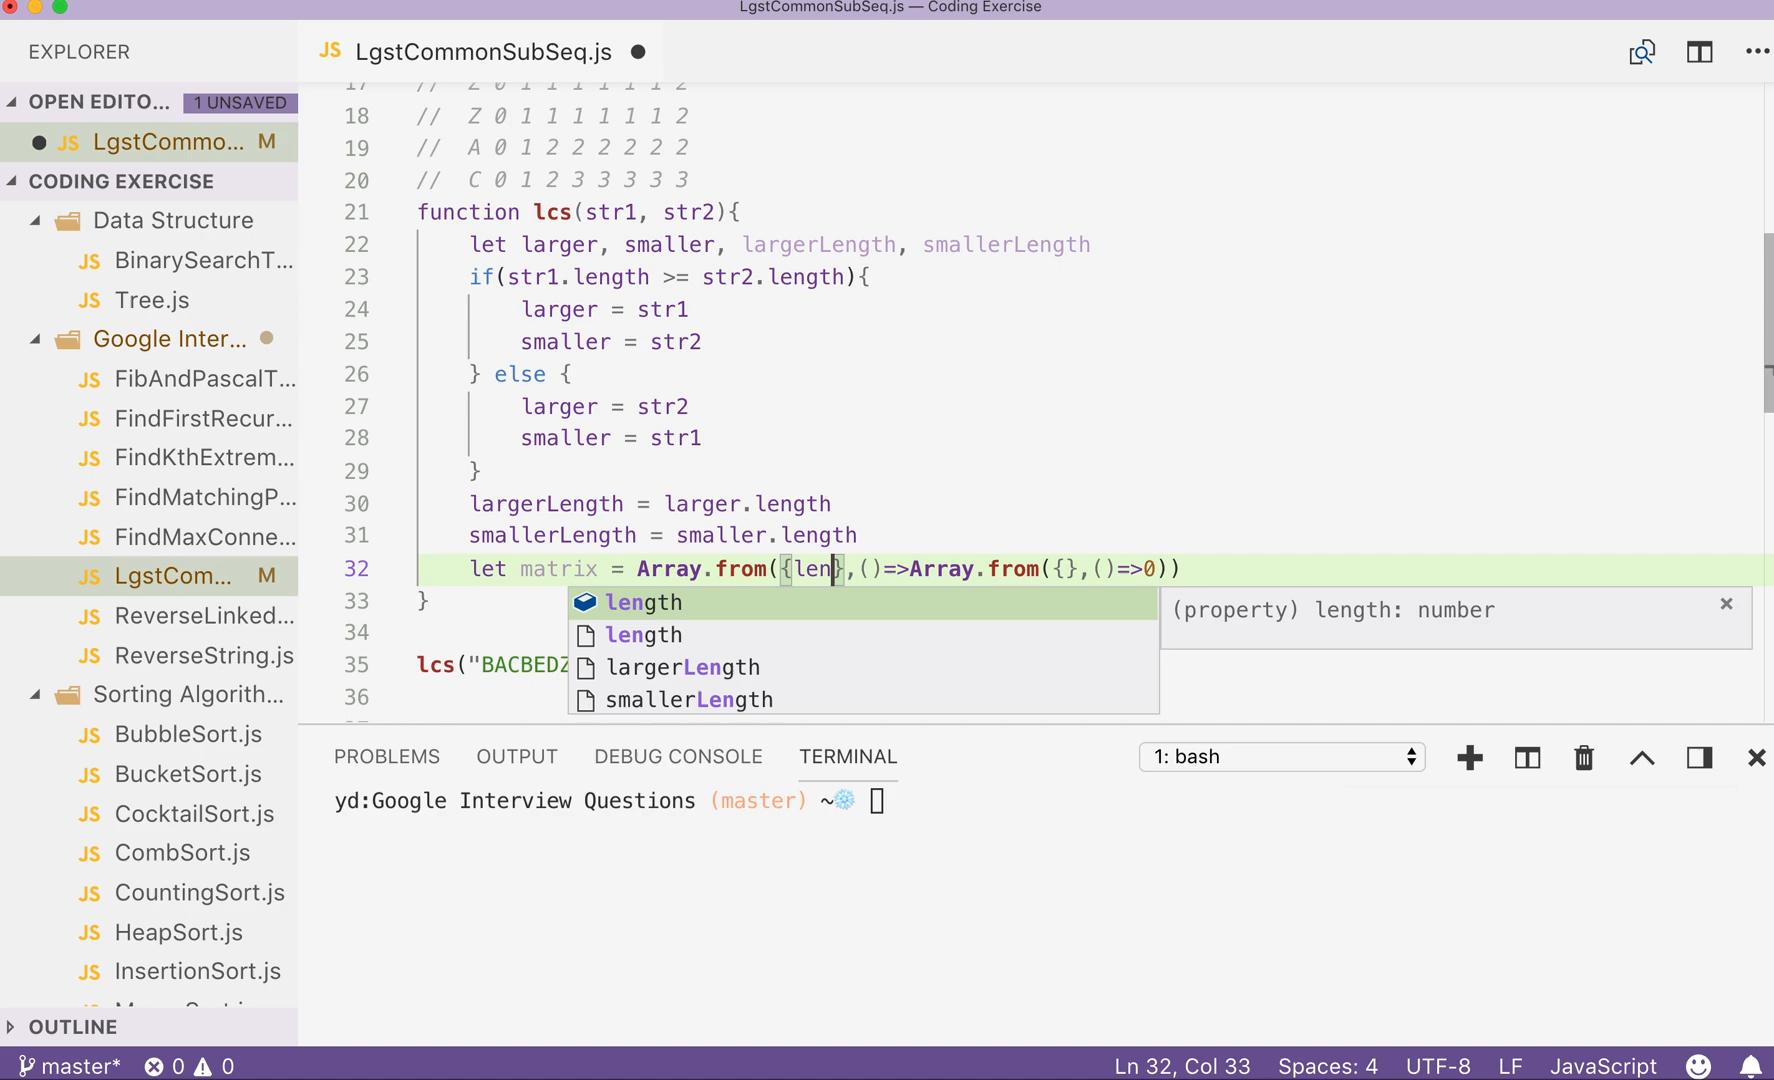 LgstCommonSubSeq.js — Coding Exercise
EXPLORER
JS LgstCommonSubSeq.js
OPEN EDITO... 1 UNSAVED
JS LgstCommo... M
CODING EXERCISE
Data Structure
JS BinarySearchT...
JS Tree.js
Google Inter...
JS FibAndPascalT...
JS FindFirstRecur...
JS FindKthExtrem...
JS FindMatchingP...
JS FindMaxConne...
JS LgstCom... M
JS ReverseLinked...
JS ReverseString.js
Sorting Algorith...
JS BubbleSort.js
JS BucketSort.js
JS CocktailSort.js
JS CombSort.js
JS CountingSort.js
JS HeapSort.js
JS InsertionSort.js
OUTLINE
17 // Z 0 1 1 1 1 1 1 2
18 // Z 0 1 1 1 1 1 1 2
19 // A 0 1 2 2 2 2 2 2
20 // C 0 1 2 3 3 3 3 3
21 function lcs(str1, str2){
22 let larger, smaller, largerLength, smallerLength
23 if(str1.length >= str2.length){
24 larger = str1
25 smaller = str2
26 } else {
27 larger = str2
28 smaller = str1
29 }
30 largerLength = larger.length
31 smallerLength = smaller.length
32 let matrix = Array.from({len},()=>Array.from({},()=>0))
33 }
34
35 lcs("BACBEDZ
36
length
length
largerLength
smallerLength
(property) length: number
PROBLEMS OUTPUT DEBUG CONSOLE TERMINAL 1: bash
yd:Google Interview Questions (master) ~
master* 0 0 Ln 32, Col 33 Spaces: 4 UTF-8 LF JavaScript